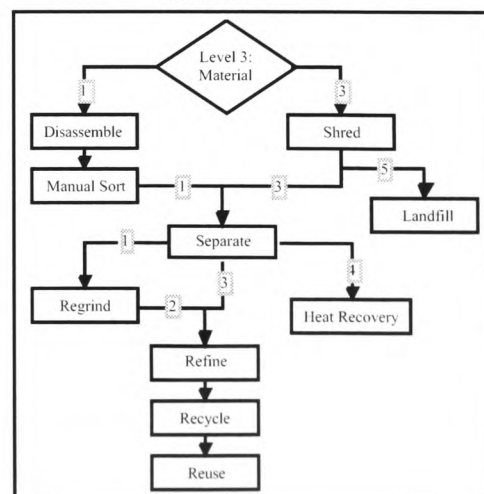 Level 3:
Material
1
3
Disassemble
Shred
Manual Sort
1
3
5
Landfill
Separate
1
3
4
Regrind
2
Heat Recovery
Refine
Recycle
Reuse